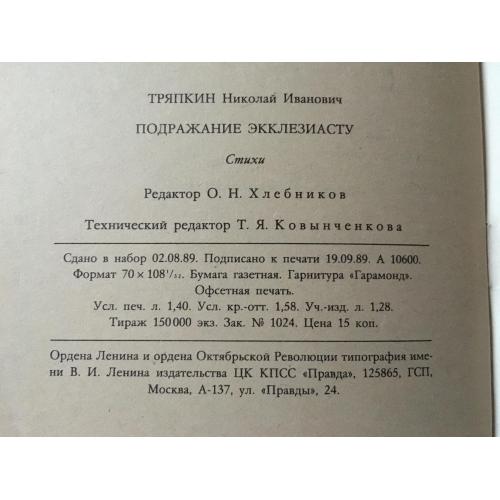 ТРЯПКИН Николай Иванович
ПОДРАЖАНИЕ ЭККЛЕЗИАСТУ
Стихи
Редактор О. Н. Хлебников
Технический редактор Т. Я. Ковынченкова
Сдано в набор 02.08.89. Подписано к печати 19.09.89. А 10600.
Формат 70 × 108¹/₃₂. Бумага газетная. Гарнитура «Гарамонд».
Офсетная печать.
Усл. печ. л. 1,40. Усл. кр.-отт. 1,58. Уч.-изд. л. 1,28.
Тираж 150 000 экз. Зак. № 1024. Цена 15 коп.
Ордена Ленина и ордена Октябрьской Революции типография име-
ни В. И. Ленина издательства ЦК КПСС «Правда», 125865, ГСП,
Москва, А-137, ул. «Правды», 24.